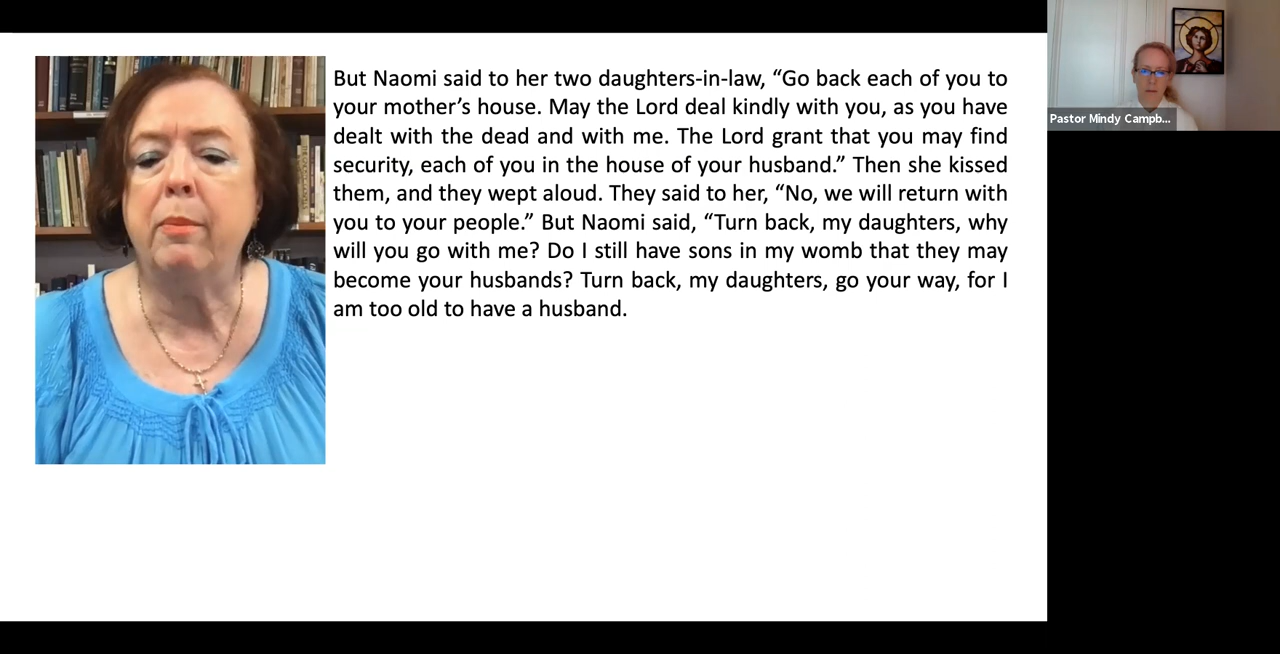 But Naomi said to her two daughters-in-law, “Go back each of you to
your mother’s house. May the Lord deal kindly with you, as you have
dealt with the dead and with me. The Lord grant that you may find
security, each of you in the house of your husband.” Then she kissed
them, and they wept aloud. They said to her, “No, we will return with
you to your people.” But Naomi said, “Turn back, my daughters, why
will you go with me? Do I still have sons in my womb that they may
become your husbands? Turn back, my daughters, go your way, for I
am too old to have a husband.
Pastor Mindy Campb...